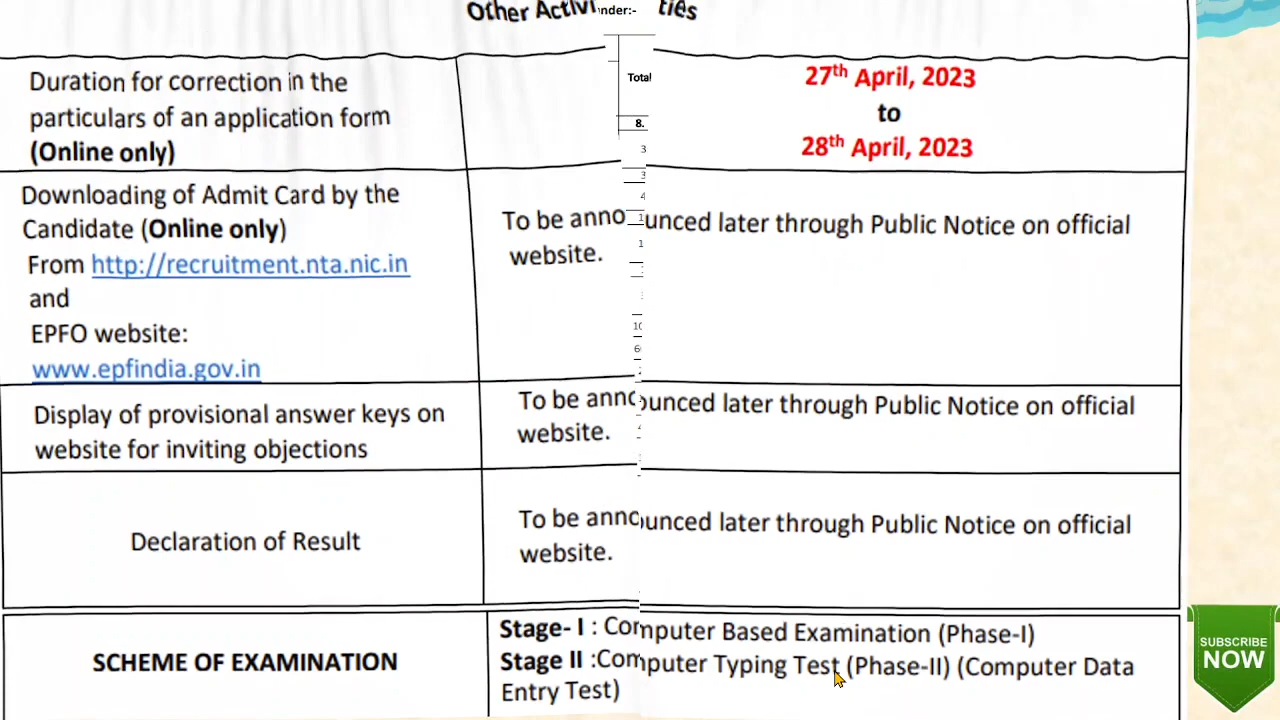 Other Activities
nder:-
Total
8.
Duration for correction in the
particulars of an application form
(Online only)
27th April, 2023
to
28th April, 2023
Downloading of Admit Card by the
Candidate (Online only)
From http://recruitment.nta.nic.in
and
EPFO website:
www.epfindia.gov.in
To be announced later through Public Notice on official
website.
Display of provisional answer keys on
website for inviting objections
To be announced later through Public Notice on official
website.
Declaration of Result
To be announced later through Public Notice on official
website.
SCHEME OF EXAMINATION
Stage- I : Computer Based Examination (Phase-I)
Stage II :Computer Typing Test (Phase-II) (Computer Data
Entry Test)
SUBSCRIBE
NOW